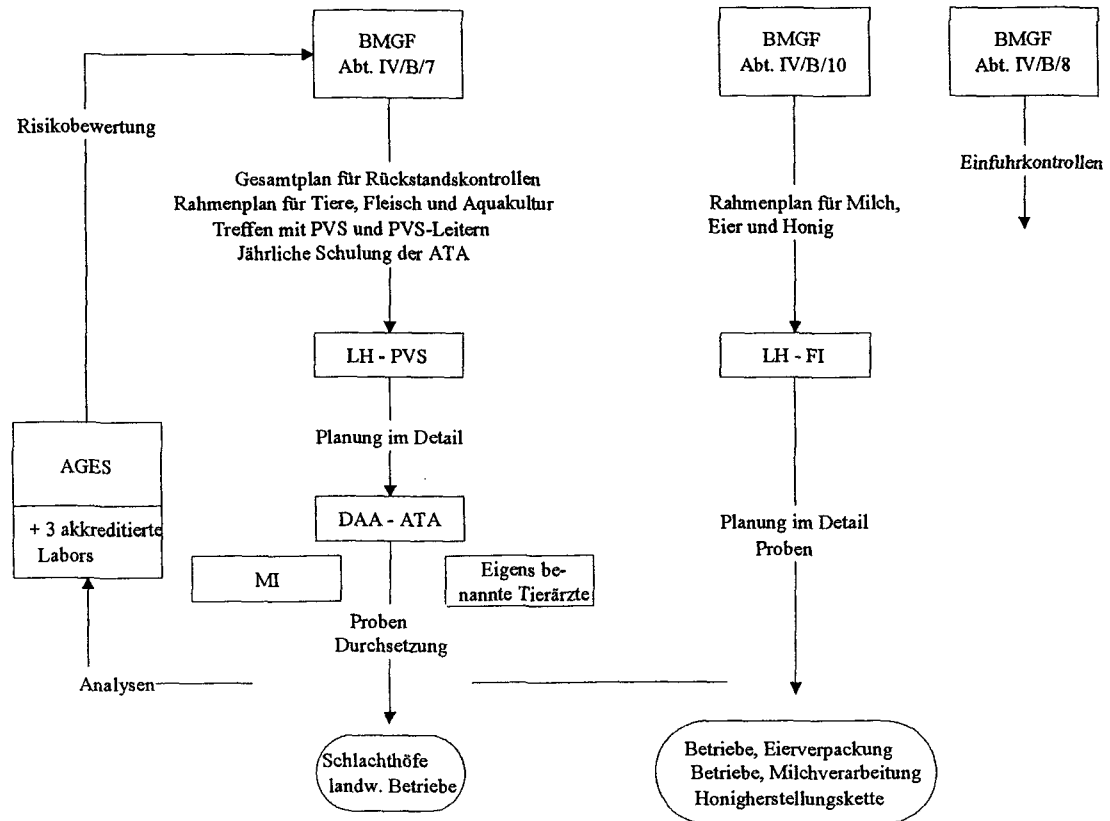 BMGF
Abt. IV/B/7
BMGF
Abt. IV/B/10
BMGF
Abt. IV/B/8
Risikobewertung
Einfuhrkontrollen
Gesamtplan für Rückstandskontrollen
Rahmenplan für Tiere, Fleisch und Aquakultur
Treffen mit PVS und PVS-Leitern
Jährliche Schulung der ATA
Rahmenplan für Milch,
Eier und Honig
LH - PVS
LH - FI
Planung im Detail
AGES
+ 3 akkreditierte
Labors
DAA - ATA
MI
Eigens be-
nannte Tierärzte
Planung im Detail
Proben
Proben
Durchsetzung
Analysen
Schlachthöfe
landw. Betriebe
Betriebe, Eierverpackung
Betriebe, Milchverarbeitung
Honigherstellungskette